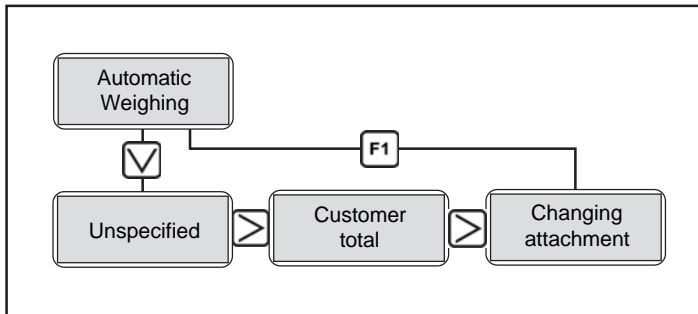 Automatic
Weighing
F1
Unspecified
Customer
total
Changing
attachment